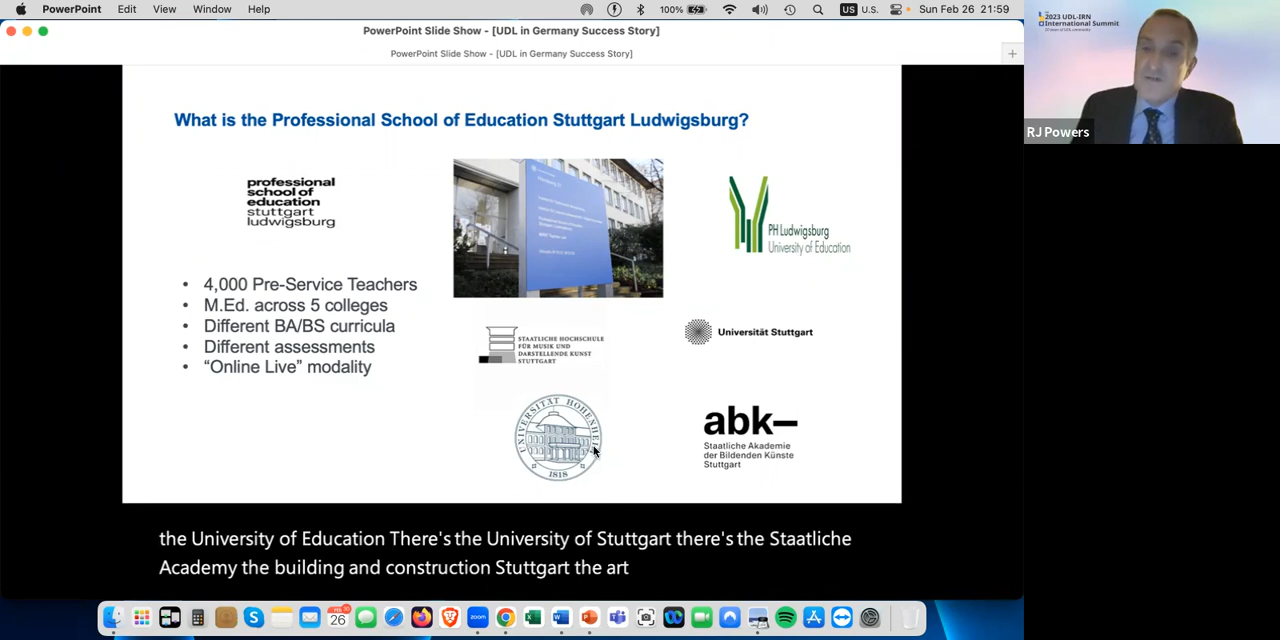 PowerPoint Edit View Window Help
100%
US U.S.
Sun Feb 26 21:59
PowerPoint Slide Show - [UDL in Germany Success Story]
PowerPoint Slide Show - [UDL in Germany Success Story]
2023 UDL-IRN
International Summit
RJ Powers
What is the Professional School of Education Stuttgart Ludwigsburg?
professional
school of
education
stuttgart
ludwigsburg
PH Ludwigsburg
University of Education
• 4,000 Pre-Service Teachers
• M.Ed. across 5 colleges
• Different BA/BS curricula
• Different assessments
• “Online Live” modality
STAATLICHE HOCHSCHULE
FÜR MUSIK UND
DARSTELLENDE KUNST
STUTTGART
Universität Stuttgart
UNIVERSITÄT HOHENHEIM
1818
abk–
Staatliche Akademie
der Bildenden Künste
Stuttgart
the University of Education There's the University of Stuttgart there's the Staatliche
Academy the building and construction Stuttgart the art
FEB
26
zoom